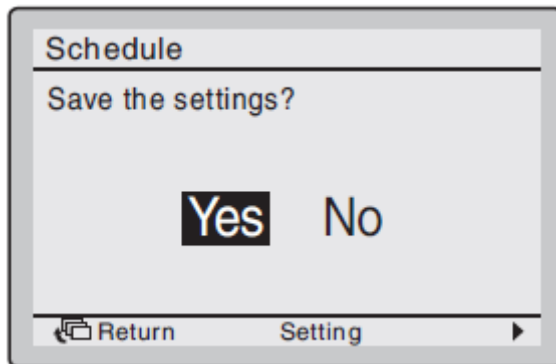 Schedule
Save the settings?
Yes No
Return Setting